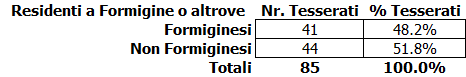 Residenti a Formigine o altrove Nr. Tesserati % Tesserati
Formiginesi 41 48.2%
Non Formiginesi 44 51.8%
Totali 85 100.0%